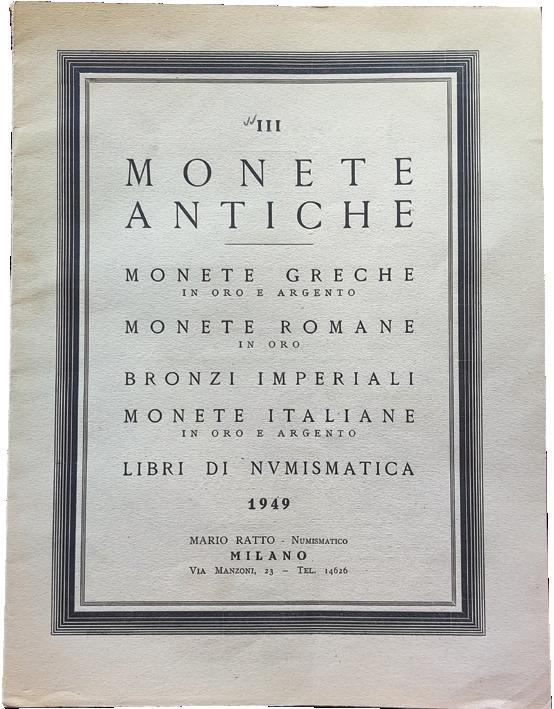 III
MONETE
ANTICHE
MONETE GRECHE
IN ORO E ARGENTO
MONETE ROMANE
IN ORO
BRONZI IMPERIALI
MONETE ITALIANE
IN ORO E ARGENTO
LIBRI DI NVMISMATICA
1949
MARIO RATTO - NUMISMATICO
MILANO
VIA MANZONI, 23 - TEL. 14626